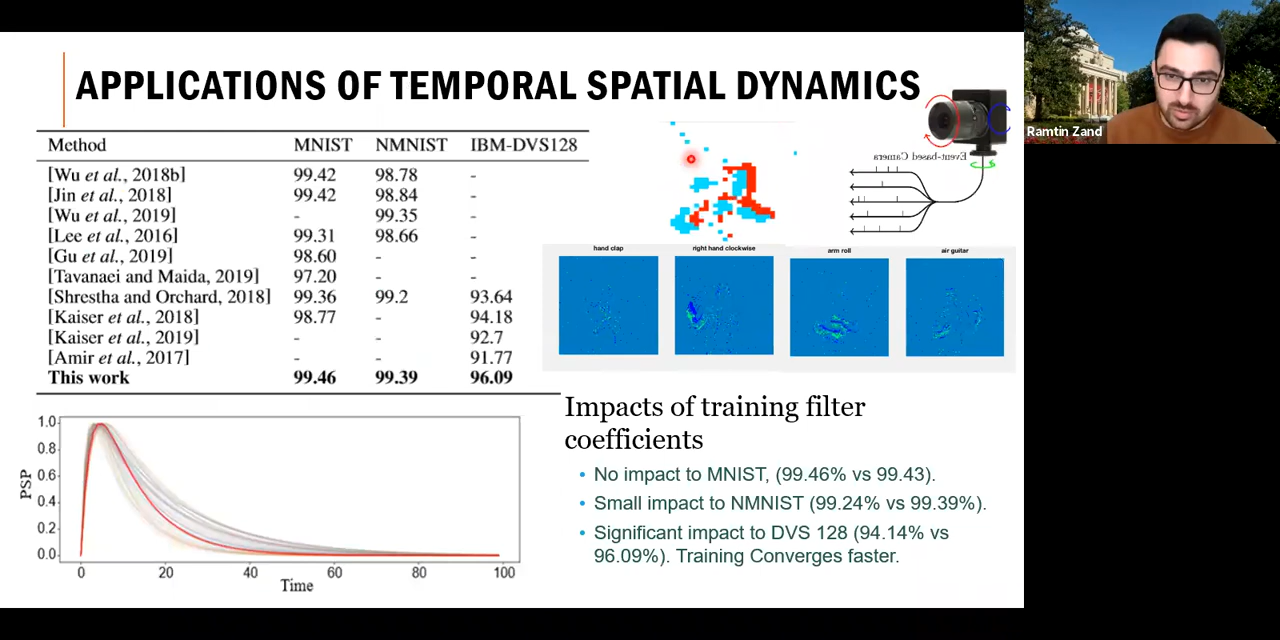 APPLICATIONS OF TEMPORAL SPATIAL DYNAMICS
Ramtin Zand
Method MNIST NMNIST IBM-DVS128
[Wu et al., 2018b] 99.42 98.78 -
[Jin et al., 2018] 99.42 98.84 -
[Wu et al., 2019] - 99.35 -
[Lee et al., 2016] 99.31 98.66 -
[Gu et al., 2019] 98.60 - -
[Tavanaei and Maida, 2019] 97.20 - -
[Shrestha and Orchard, 2018] 99.36 99.2 93.64
[Kaiser et al., 2018] 98.77 - 94.18
[Kaiser et al., 2019] - - 92.7
[Amir et al., 2017] - - 91.77
This work 99.46 99.39 96.09
Event-based Camera
hand clap
right hand clockwise
arm roll
air guitar
Impacts of training filter
coefficients
• No impact to MNIST, (99.46% vs 99.43).
• Small impact to NMNIST (99.24% vs 99.39%).
• Significant impact to DVS 128 (94.14% vs
96.09%). Training Converges faster.
PSP
1.0
0.8
0.6
0.4
0.2
0.0
0 20 40 60 80 100
Time